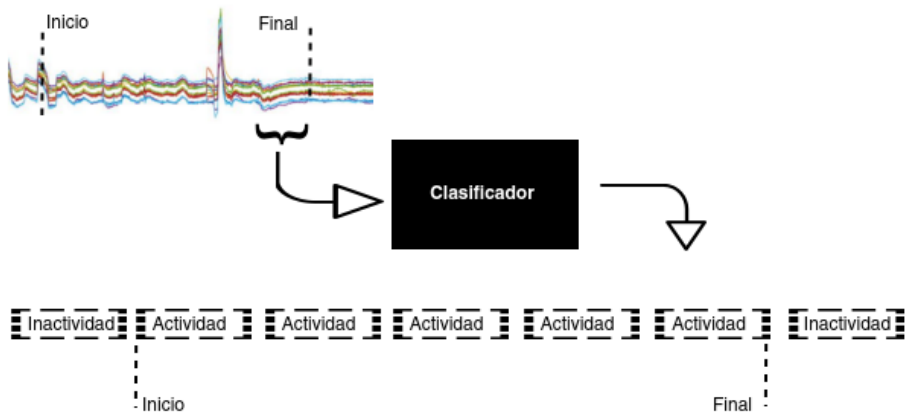 Inicio
Final
Clasificador
Inactividad Actividad Actividad Actividad Actividad Actividad Inactividad
Inicio Final